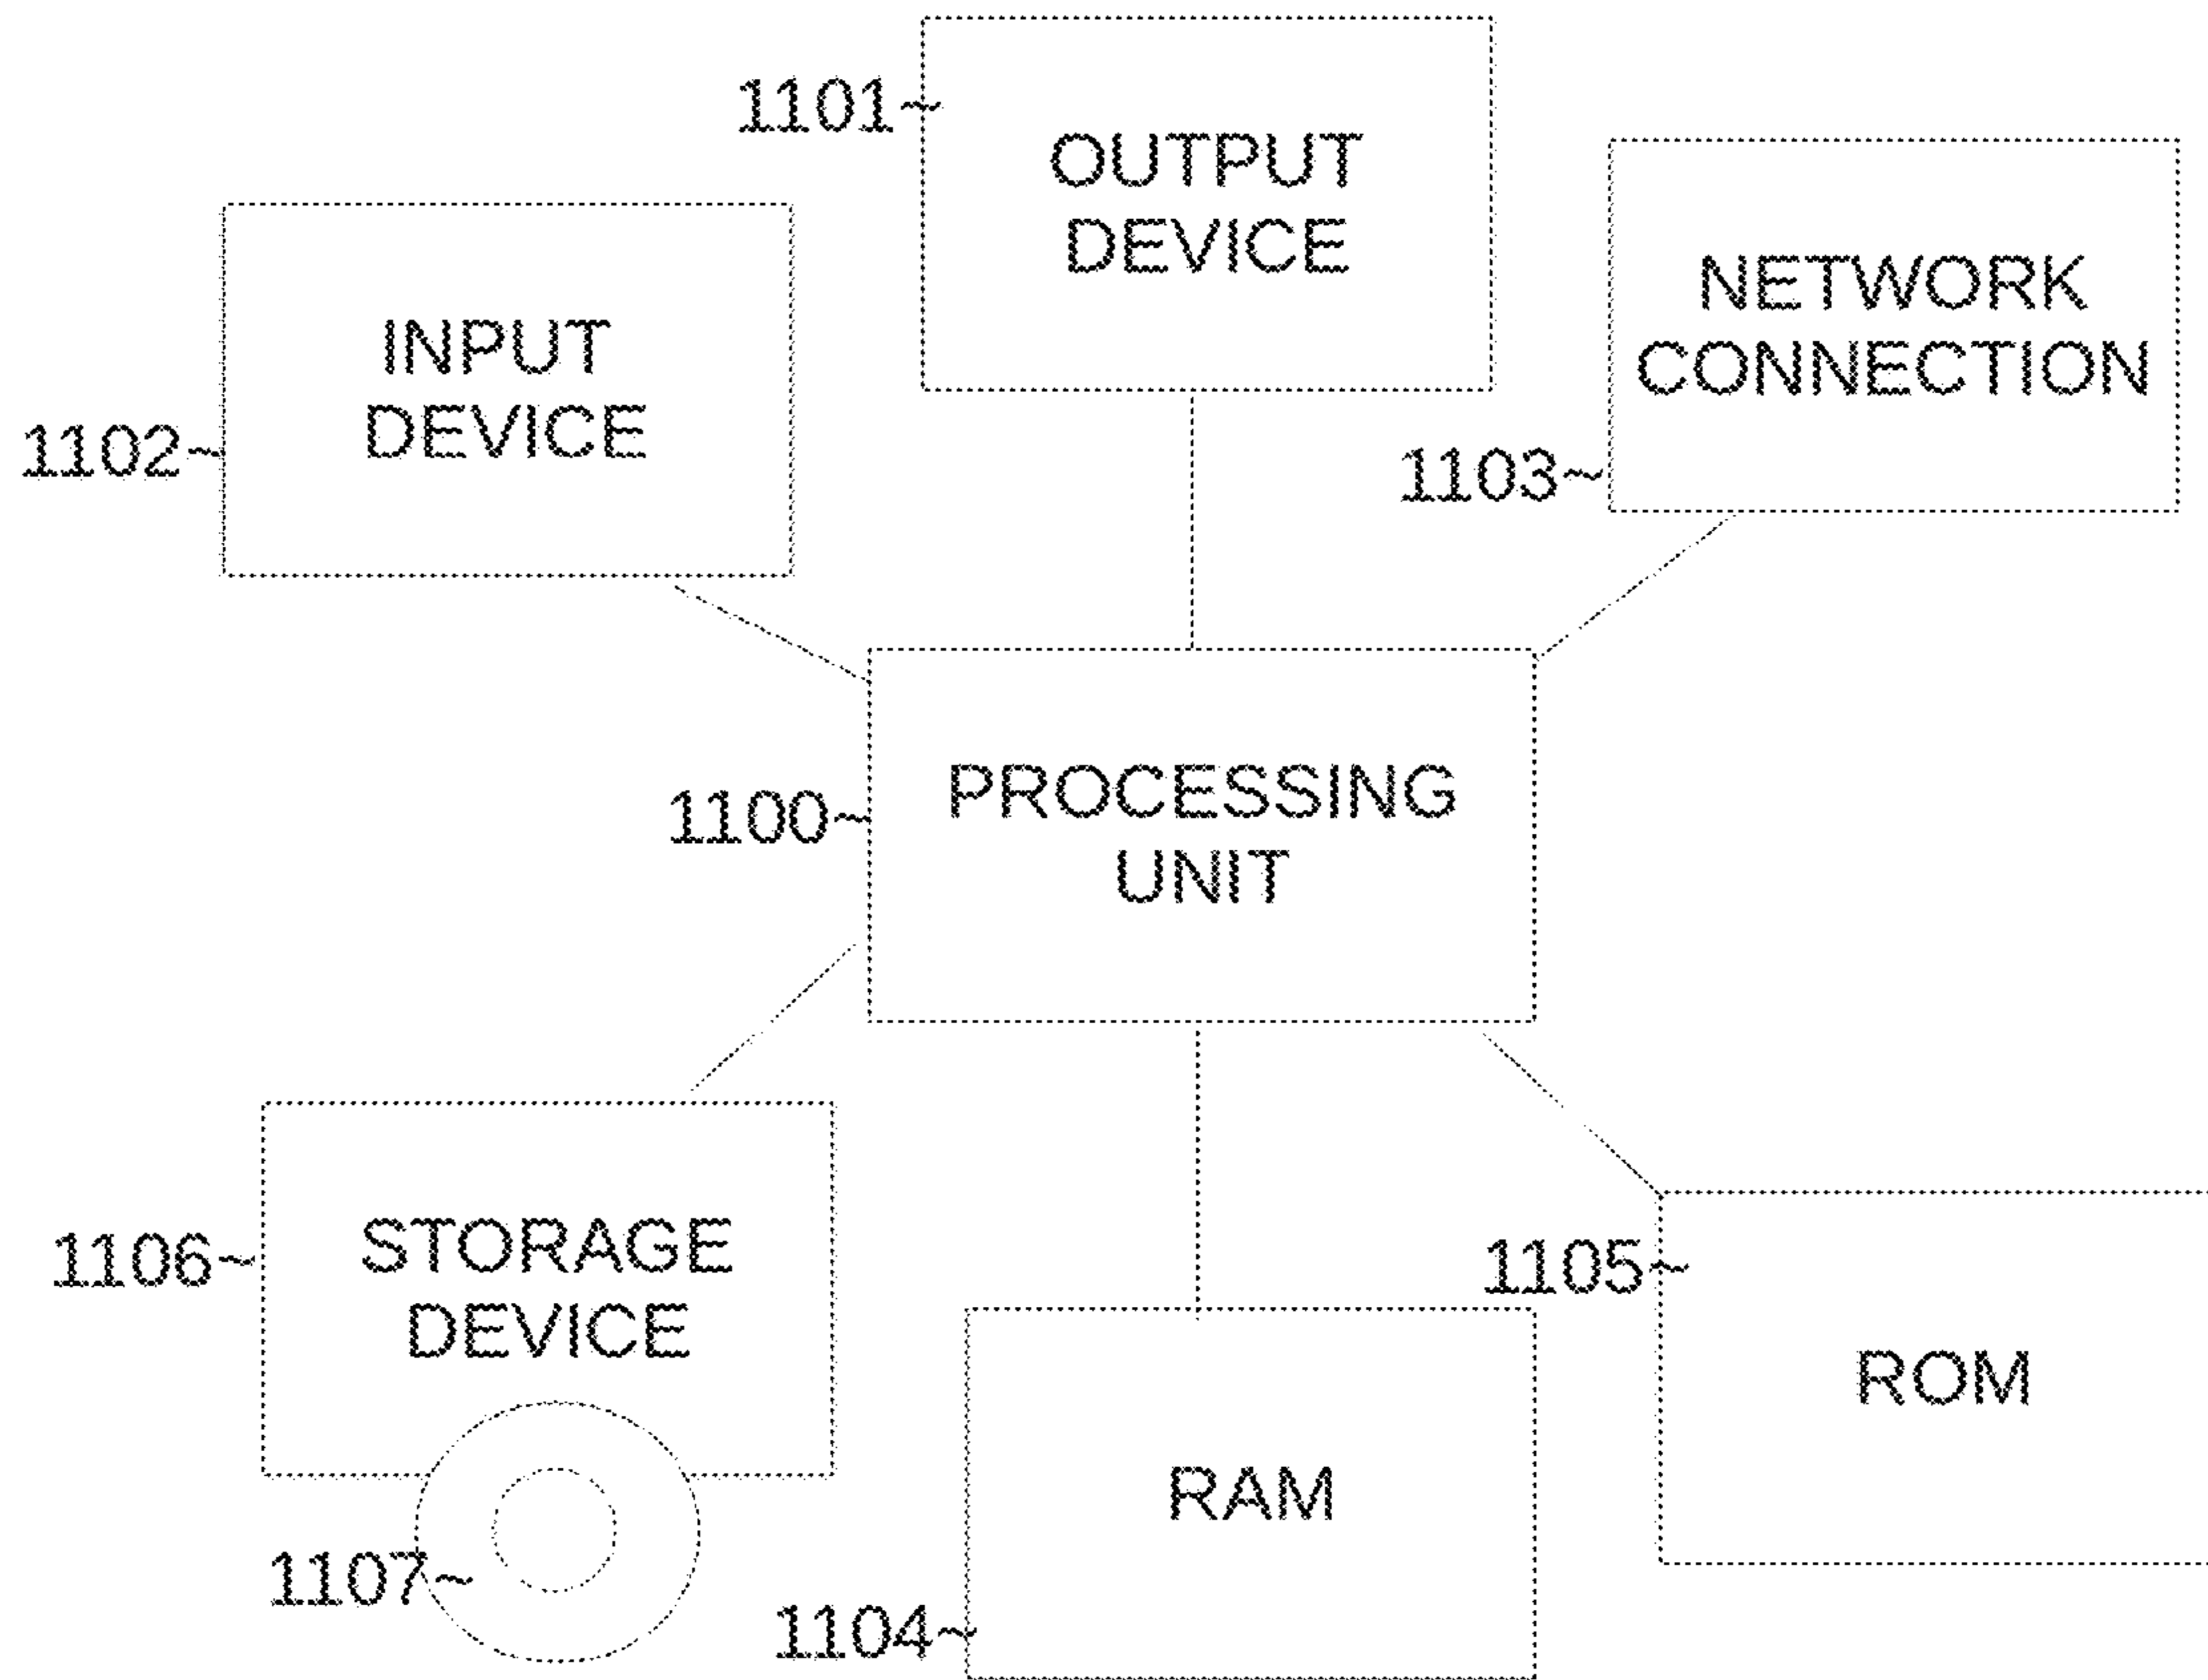 1101~
OUTPUT
DEVICE
NETWORK
CONNECTION
1103~
INPUT
DEVICE
1102~
PROCESSING
UNIT
1100~
STORAGE
DEVICE
1106~
1107~
RAM
1104~
1105~
ROM